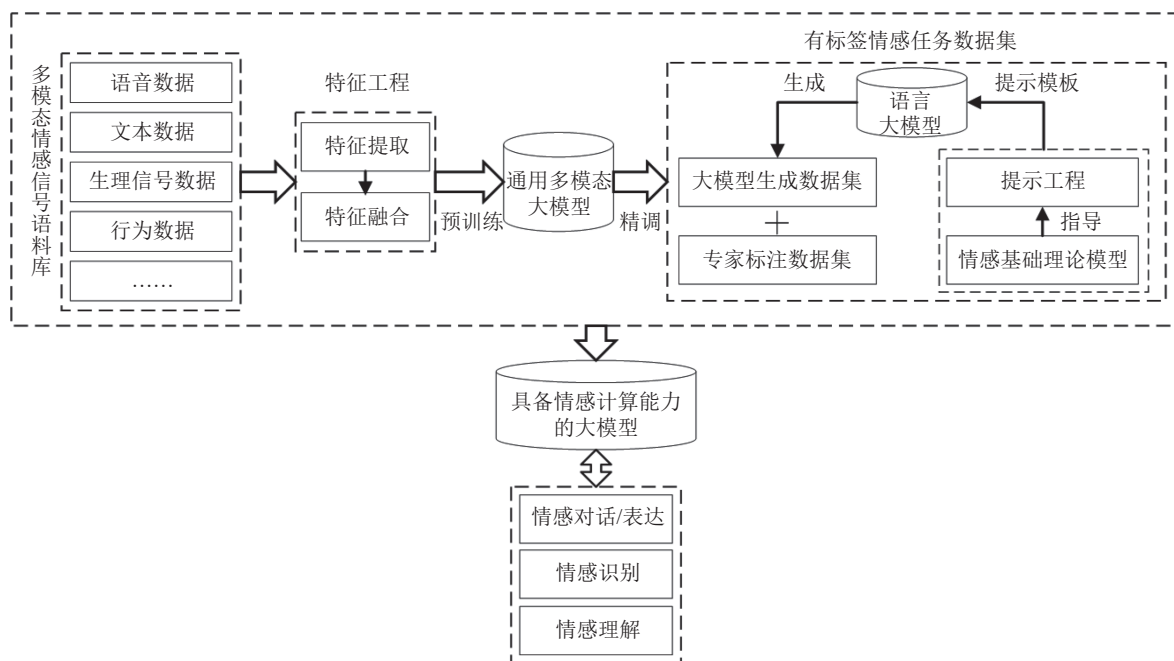 多模态情感信号语料库
语音数据
文本数据
生理信号数据
行为数据
……
特征工程
特征提取
特征融合
预训练
通用多模态
大模型
精调
有标签情感任务数据集
生成
语言
大模型
提示模板
大模型生成数据集
专家标注数据集
提示工程
指导
情感基础理论模型
具备情感计算能力
的大模型
情感对话/表达
情感识别
情感理解